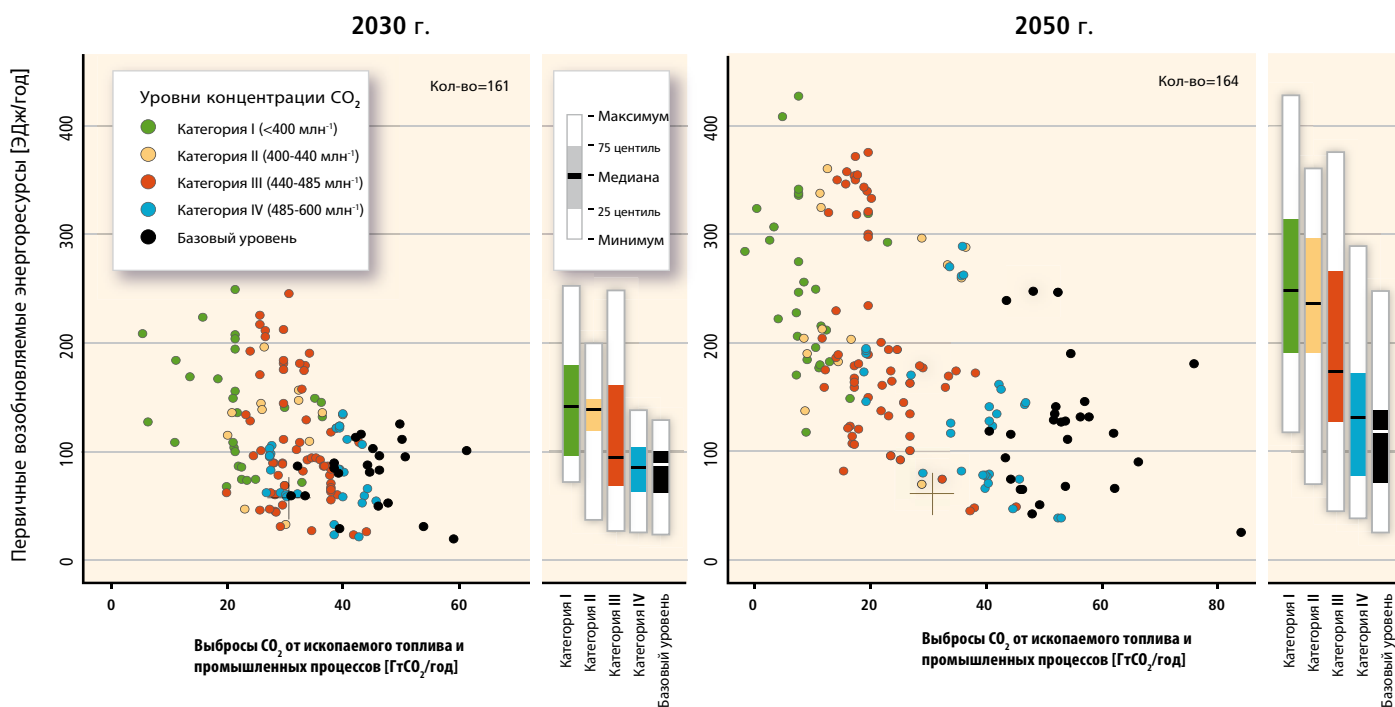 2030 г.
2050 г.
Первичные возобновляемые энергоресурсы [ЭДж/год]
400
300
200
100
0
Уровни концентрации CO2
Категория I (<400 млн⁻¹)
Категория II (400-440 млн⁻¹)
Категория III (440-485 млн⁻¹)
Категория IV (485-600 млн⁻¹)
Базовый уровень
Кол-во=161
Максимум
75 центиль
Медиана
25 центиль
Минимум
0
20
40
60
Выбросы CO2 от ископаемого топлива и
промышленных процессов [ГтCO2/год]
Категория I
Категория II
Категория III
Категория IV
Базовый уровень
400
300
200
100
0
Кол-во=164
0
20
40
60
80
Выбросы CO2 от ископаемого топлива и
промышленных процессов [ГтCO2/год]
Категория I
Категория II
Категория III
Категория IV
Базовый уровень